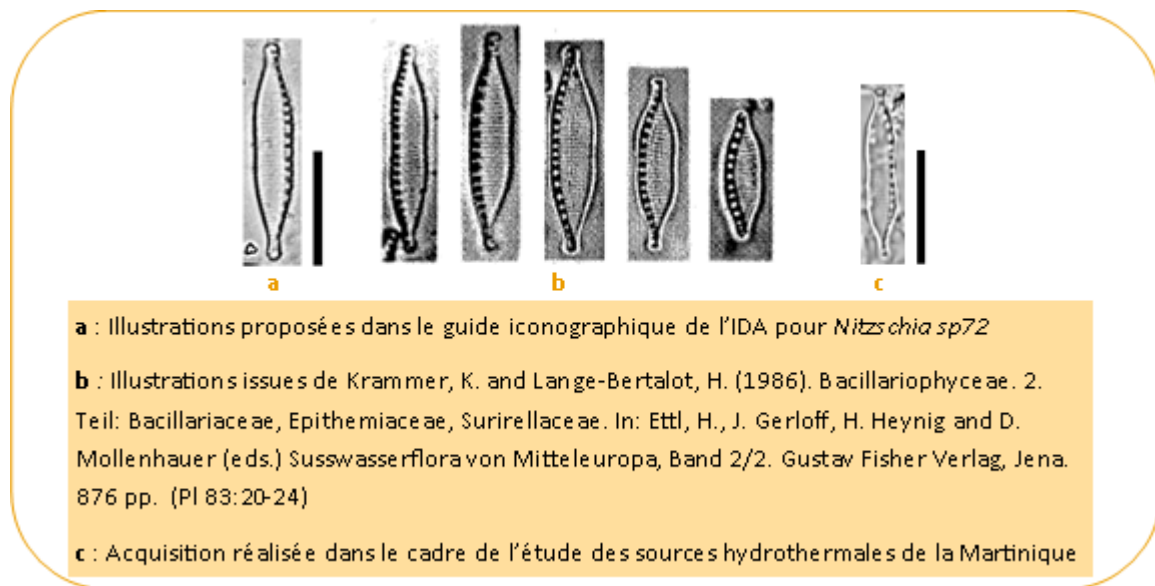 a b c
a : Illustrations proposées dans le guide iconographique de l'IDA pour Nitzschia sp72
b : Illustrations issues de Krammer, K. and Lange-Bertalot, H. (1986). Bacillariophyceae. 2.
Teil: Bacillariaceae, Epithemiaceae, Surirellaceae. In: Ettl, H., J. Gerloff, H. Heynig and D.
Mollenhauer (eds.) Susswasserflora von Mitteleuropa, Band 2/2. Gustav Fisher Verlag, Jena.
876 pp. (Pl 83:20-24)
c : Acquisition réalisée dans le cadre de l'étude des sources hydrothermales de la Martinique